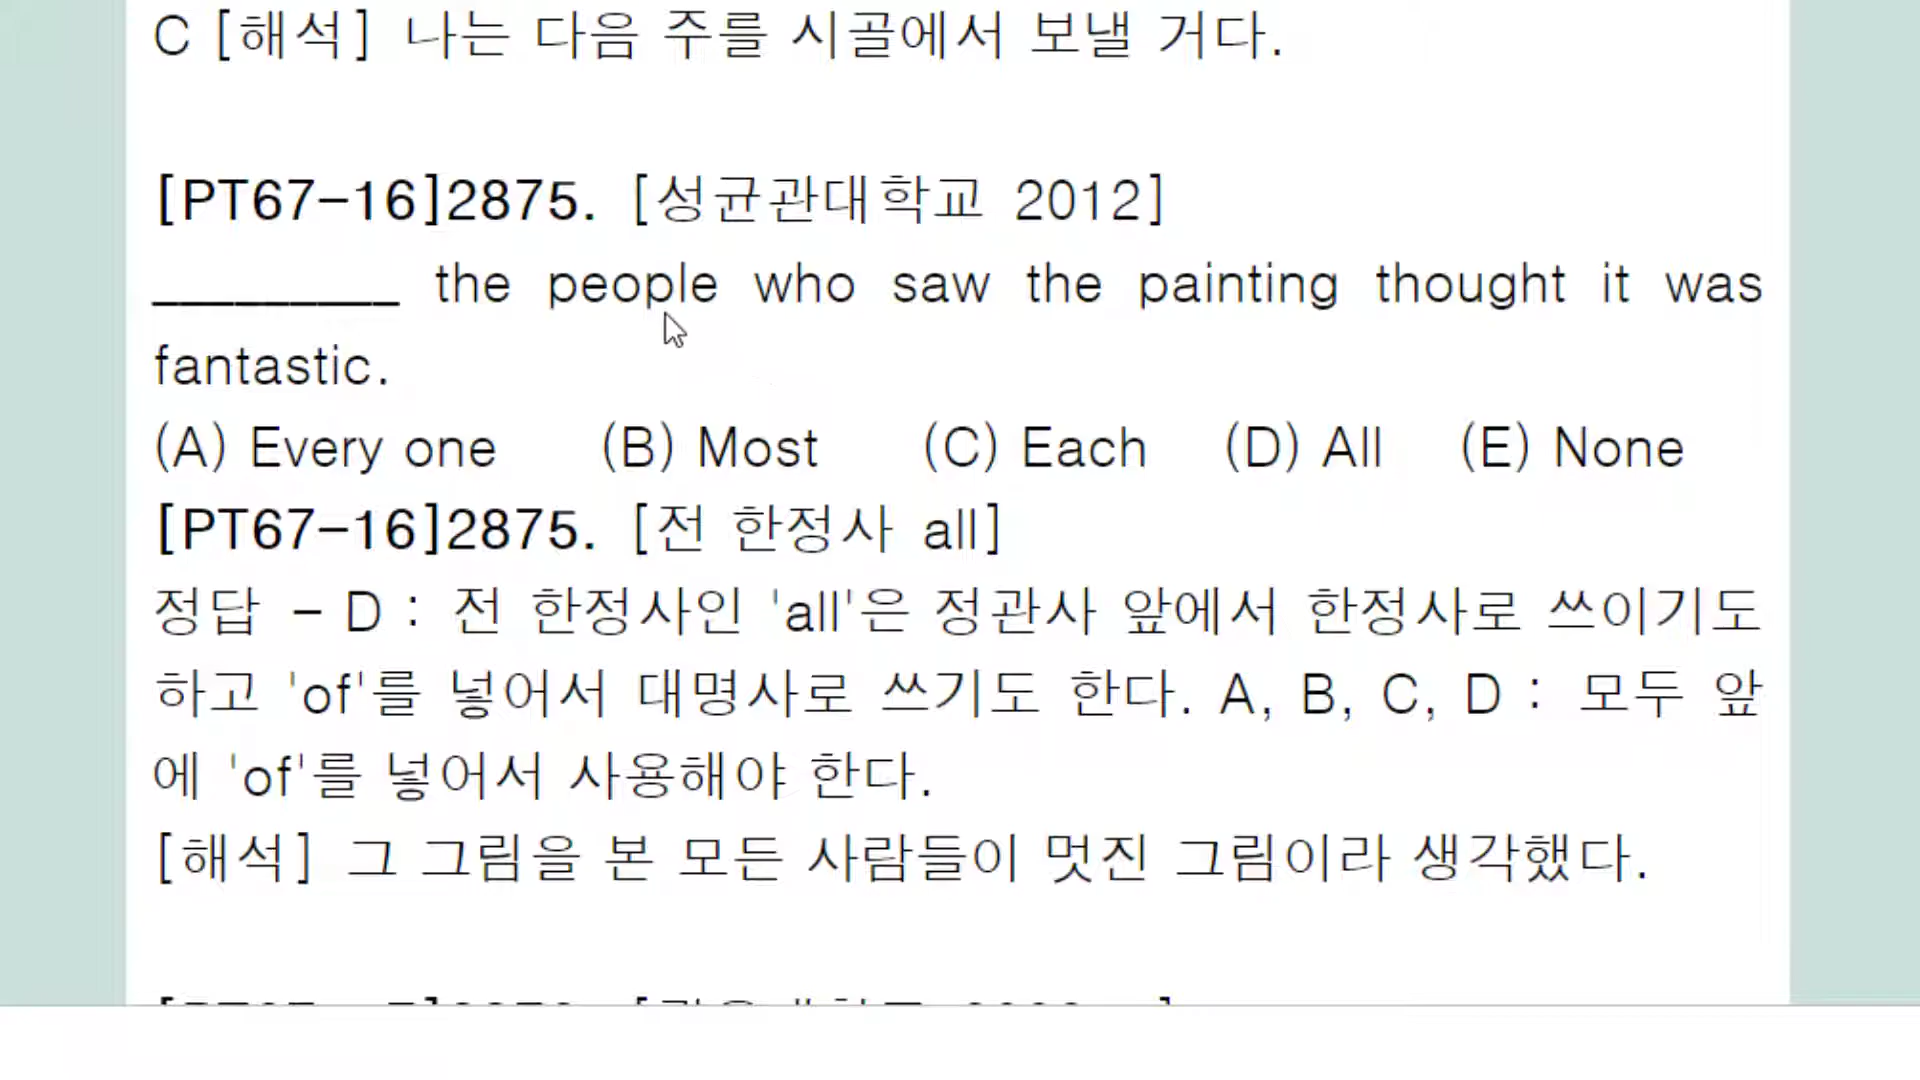 C [해석] 나는 다음 주를 시골에서 보낼 거다.
[PT67-16]2875. [성균관대학교 2012]
_________ the people who saw the painting thought it was
fantastic.
(A) Every one (B) Most (C) Each (D) All (E) None
[PT67-16]2875. [전 한정사 all]
정답 - D : 전 한정사인 'all'은 정관사 앞에서 한정사로 쓰이기도
하고 'of'를 넣어서 대명사로 쓰기도 한다. A, B, C, D : 모두 앞
에 'of'를 넣어서 사용해야 한다.
[해석] 그 그림을 본 모든 사람들이 멋진 그림이라 생각했다.